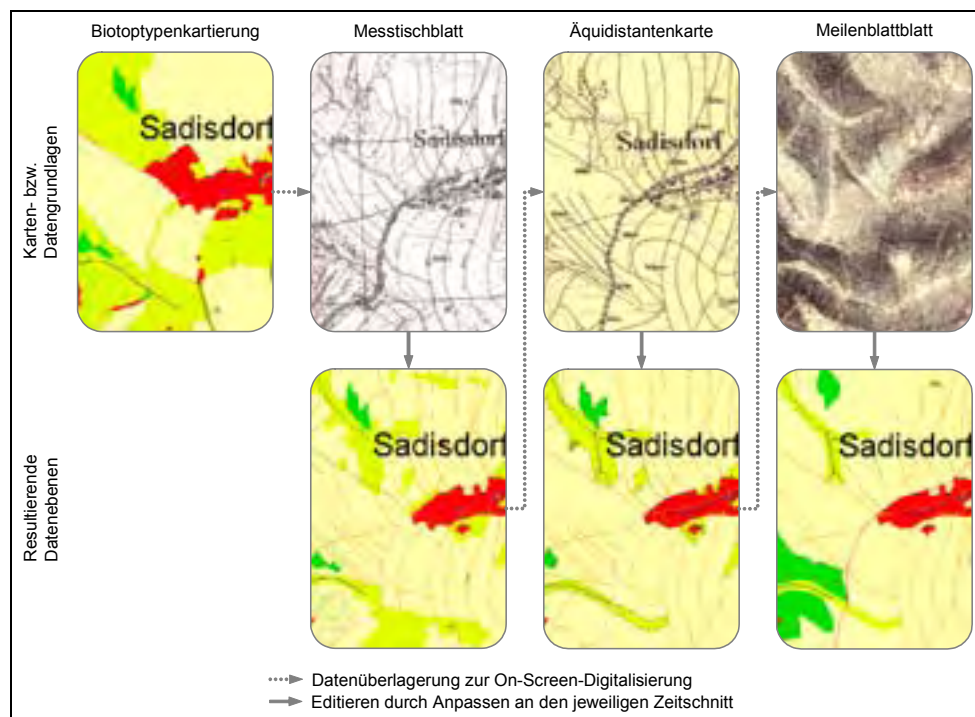 Biotoptypenkartierung
Messtischblatt
Äquidistantenkarte
Meilenblattblatt
Karten- bzw.
Datengrundlagen
Sadisdorf
Sadisdorf
Sadisdorf
Resultierende
Datenebenen
Sadisdorf
Sadisdorf
Sadisdorf
Datenüberlagerung zur On-Screen-Digitalisierung
Editieren durch Anpassen an den jeweiligen Zeitschnitt